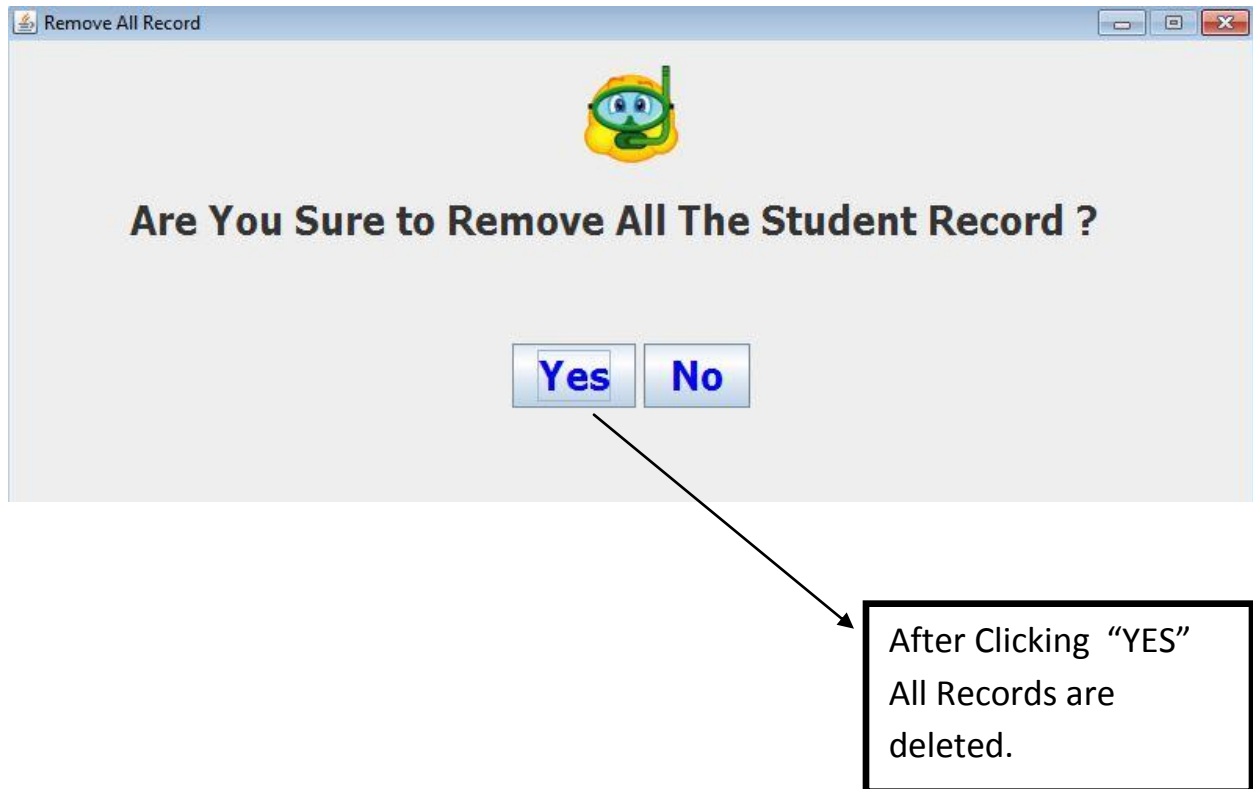 Remove All Record
Are You Sure to Remove All The Student Record ?
Yes No
After Clicking “YES”
All Records are
deleted.